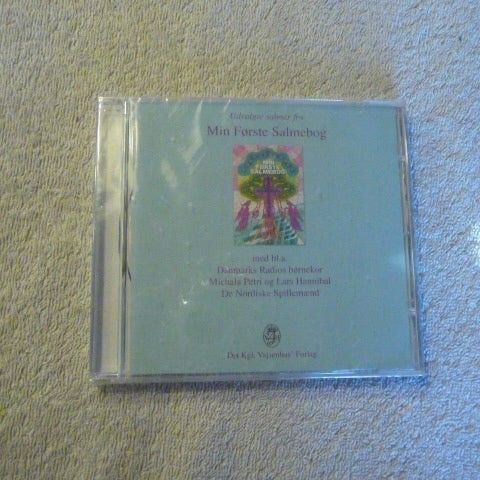 Udvalgte salmer fra
Min Første Salmebog
MIN
FØRSTE
SALMEBOG
med bl.a.
Danmarks Radios børnekor
Michala Petri og Lars Hannibal
De Nordiske Spillemænd
Det Kgl. Vajsenhus' Forlag